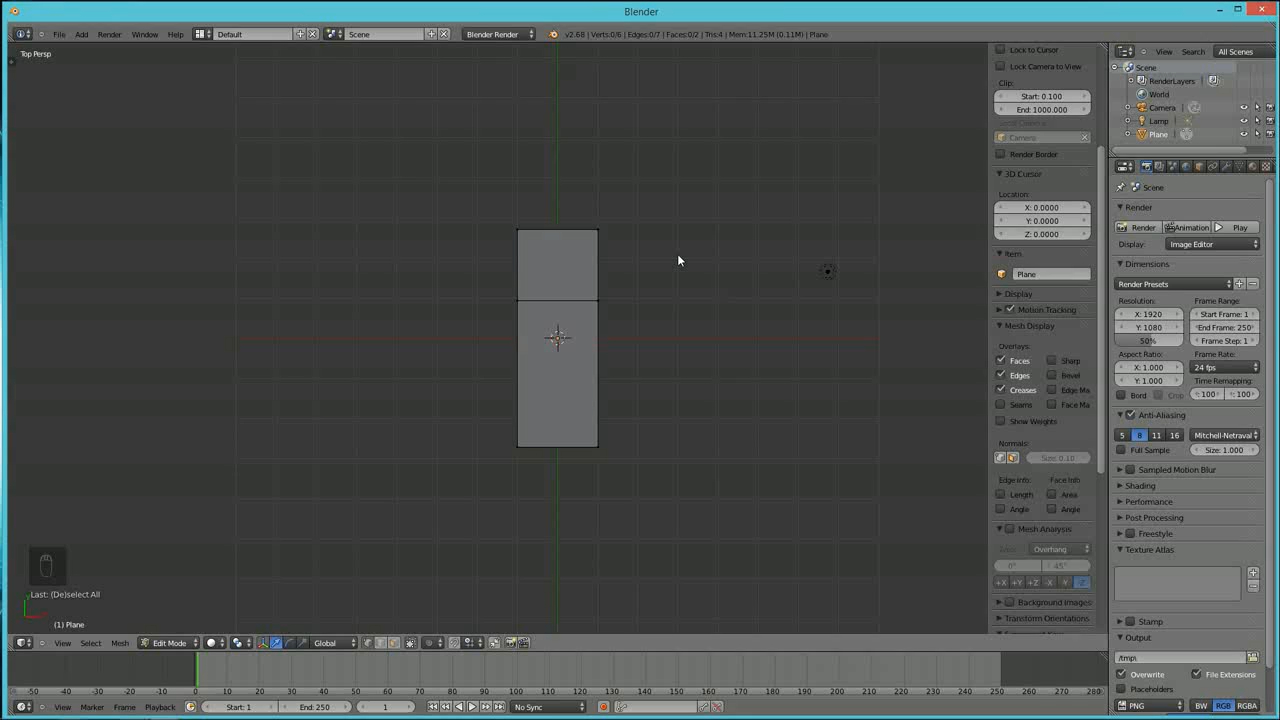 Blender
File Add Render Window Help Default Scene Blender Render v2.68 | Verts:0/6 | Edges:0/7 | Faces:0/2 | Tris:4 | Mem:11.25M (0.11M) | Plane
Top Persp
Last: (De)select All
(1) Plane
Lock to Cursor
Lock Camera to View
Clip:
Start: 0.100
End: 1000.000
Camera
Render Border
3D Cursor
Location:
X: 0.0000
Y: 0.0000
Z: 0.0000
Item
Plane
Display
Motion Tracking
Mesh Display
Overlays:
Faces Sharp
Edges Bevel
Creases Edge Ma
Seams Face Ma
Show Weights
Normals:
Size: 0.10
Edge Info: Face Info
Length Area
Angle Angle
Mesh Analysis
Overhang
0° 45°
+X +Y +Z -X -Y -Z
Background Images
Transform Orientations
View Search All Scenes
Scene
RenderLayers
World
Camera
Lamp
Plane
Scene
Render
Render Animation Play
Display: Image Editor
Dimensions
Render Presets
Resolution: Frame Range:
X: 1920 Start Frame: 1
Y: 1080 End Frame: 250
50% Frame Step: 1
Aspect Ratio: Frame Rate:
X: 1.000 24 fps
Y: 1.000 Time Remapping:
Bord Crop : 100 : 100
Anti-Aliasing
5 8 11 16 Mitchell-Netraval
Full Sample Size: 1.000
Sampled Motion Blur
Shading
Performance
Post Processing
Freestyle
Texture Atlas
Stamp
Output
/tmp\
Overwrite File Extensions
Placeholders
PNG BW RGB RGBA
View Select Mesh Edit Mode Global
-50 -40 -30 -20 -10 0 10 20 30 40 50 60 70 80 90 100 110 120 130 140 150 160 170 180 190 200 210 220 230 240 250 260 270 280
View Marker Frame Playback Start: 1 End: 250 1 No Sync